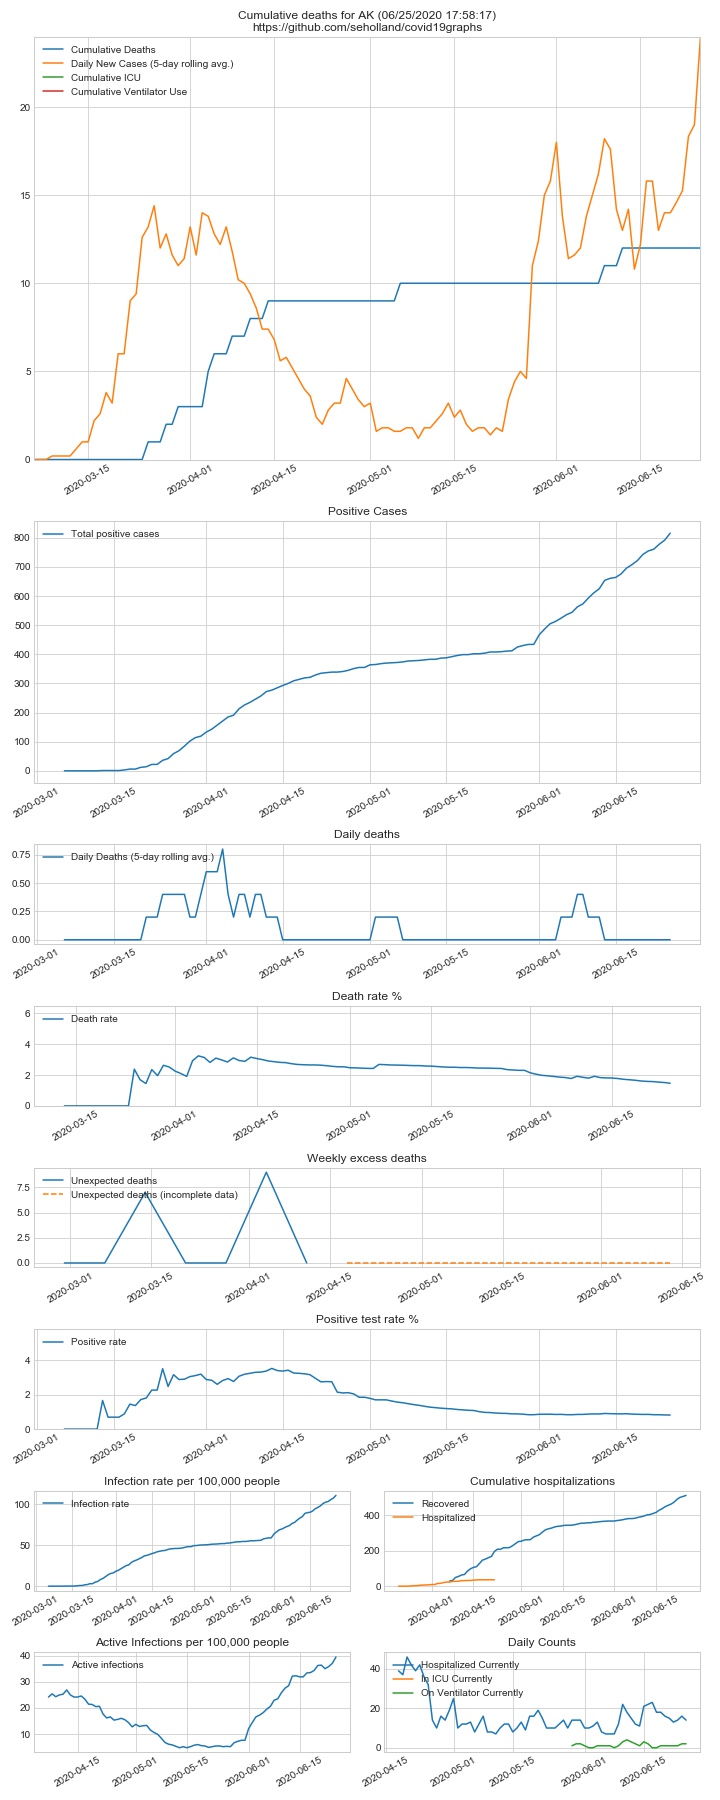 Cumulative deaths for AK (06/25/2020 17:58:17)
https://github.com/seholland/covid19graphs
Cumulative Deaths
Daily New Cases (5-day rolling avg.)
Cumulative ICU
Cumulative Ventilator Use
20
15
10
5
0
2020-03-15 2020-04-01 2020-04-15 2020-05-01 2020-05-15 2020-06-01 2020-06-15
Positive Cases
Total positive cases
800
700
600
500
400
300
200
100
0
2020-03-01 2020-03-15 2020-04-01 2020-04-15 2020-05-01 2020-05-15 2020-06-01 2020-06-15
Daily deaths
Daily Deaths (5-day rolling avg.)
0.75
0.50
0.25
0.00
2020-03-01 2020-03-15 2020-04-01 2020-04-15 2020-05-01 2020-05-15 2020-06-01 2020-06-15
Death rate %
Death rate
6
4
2
0
2020-03-15 2020-04-01 2020-04-15 2020-05-01 2020-05-15 2020-06-01 2020-06-15
Weekly excess deaths
Unexpected deaths
Unexpected deaths (incomplete data)
7.5
5.0
2.5
0.0
2020-03-01 2020-03-15 2020-04-01 2020-04-15 2020-05-01 2020-05-15 2020-06-01 2020-06-15
Positive test rate %
Positive rate
4
2
0
2020-03-01 2020-03-15 2020-04-01 2020-04-15 2020-05-01 2020-05-15 2020-06-01 2020-06-15
Infection rate per 100,000 people
Infection rate
100
50
0
2020-03-01 2020-03-15 2020-04-01 2020-04-15 2020-05-01 2020-05-15 2020-06-01 2020-06-15
Cumulative hospitalizations
Recovered
Hospitalized
400
200
0
2020-04-01 2020-04-15 2020-05-01 2020-05-15 2020-06-01 2020-06-15
Active Infections per 100,000 people
Active infections
40
30
20
10
2020-04-15 2020-05-01 2020-05-15 2020-06-01 2020-06-15
Daily Counts
Hospitalized Currently
In ICU Currently
On Ventilator Currently
40
20
0
2020-04-15 2020-05-01 2020-05-15 2020-06-01 2020-06-15